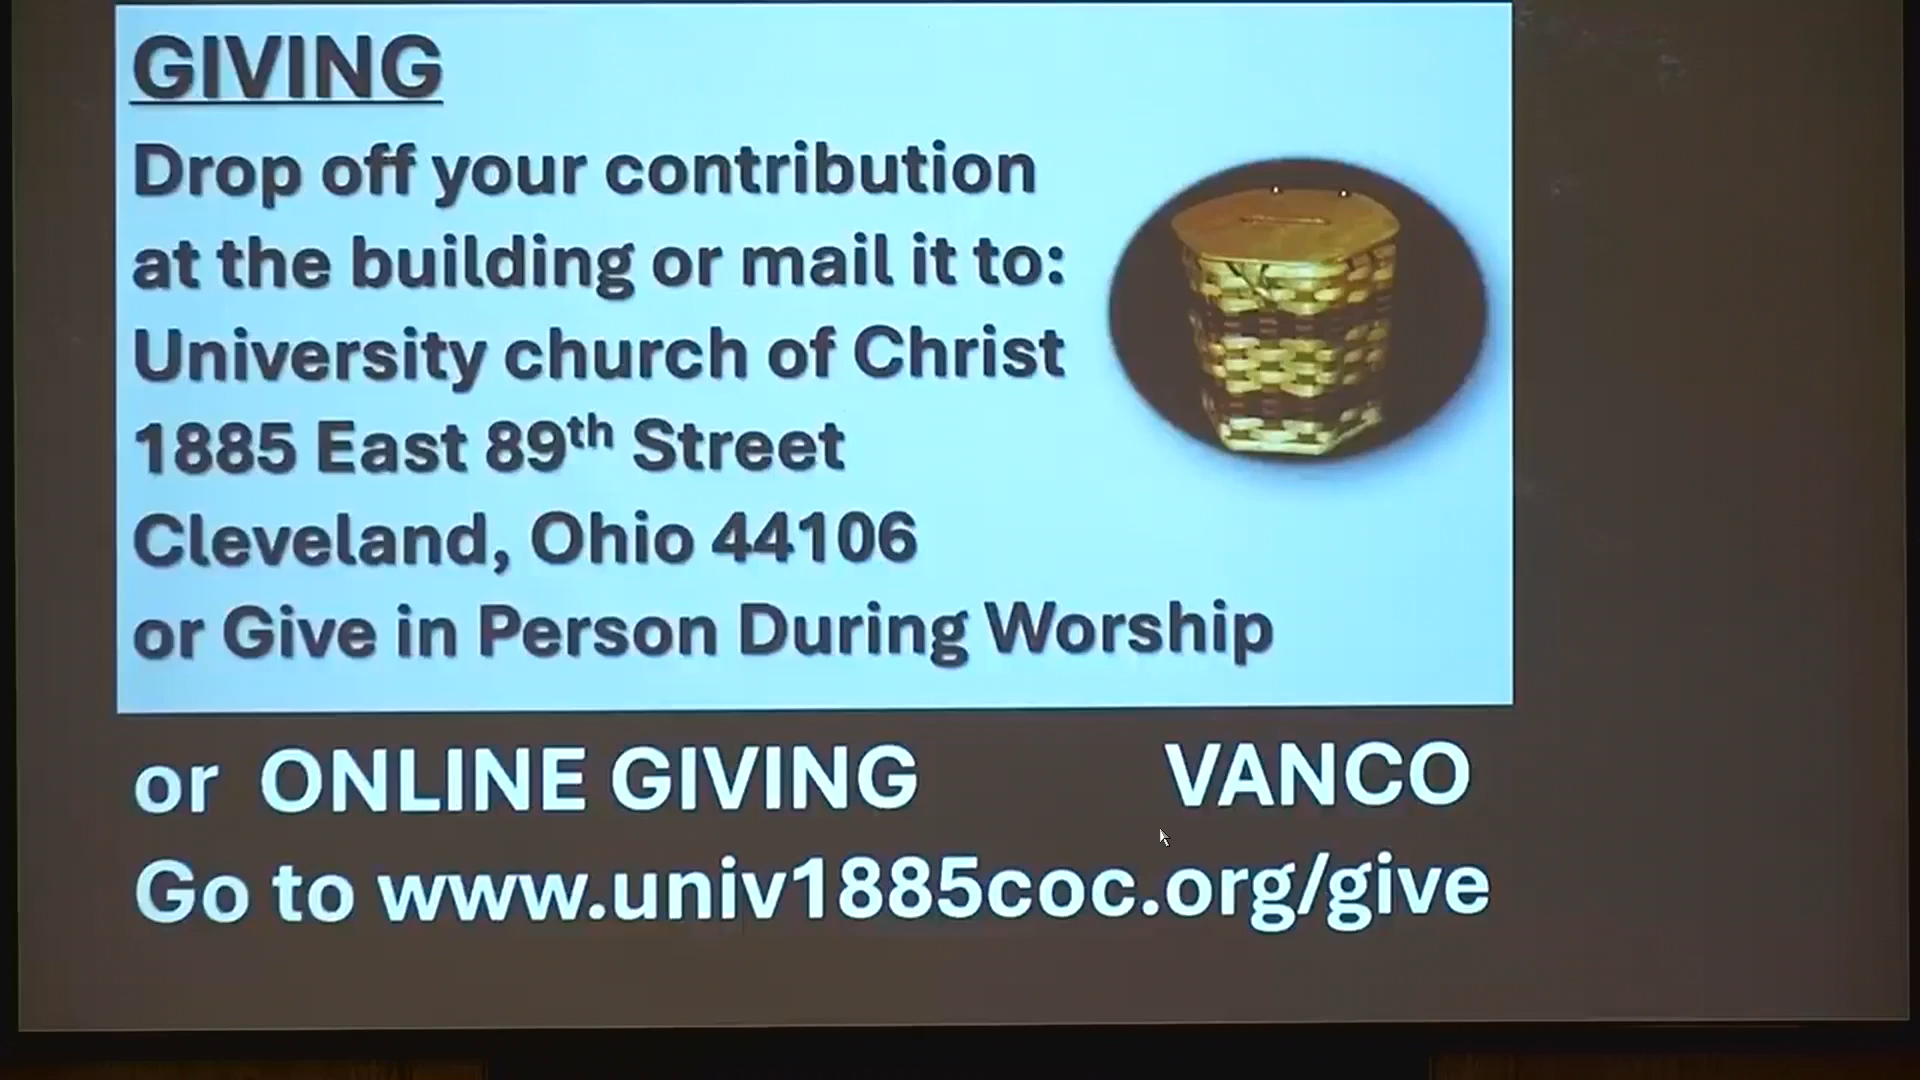 GIVING
Drop off your contribution
at the building or mail it to:
University church of Christ
1885 East 89th Street
Cleveland, Ohio 44106
or Give in Person During Worship
or ONLINE GIVING VANCO
Go to www.univ1885coc.org/give